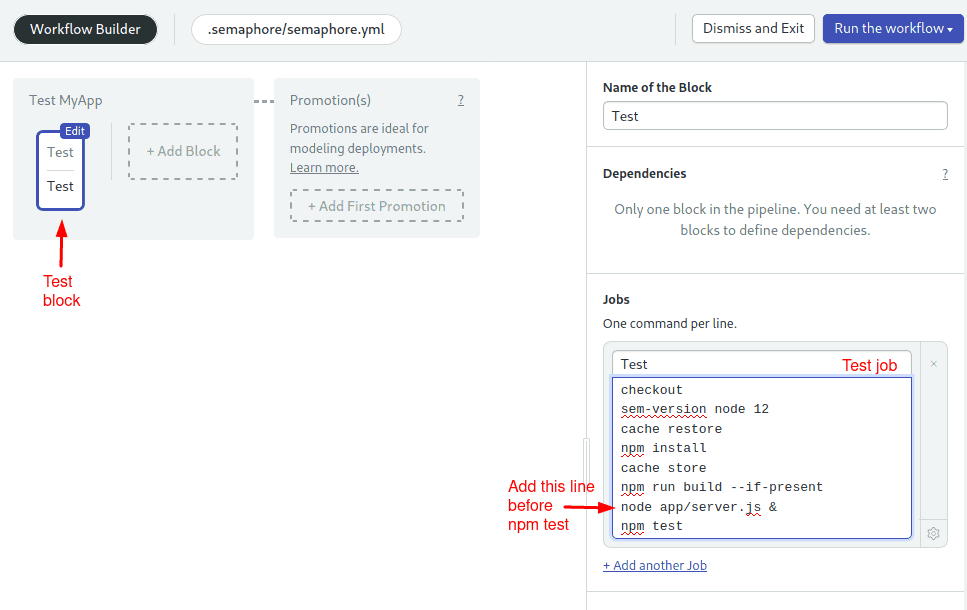 Workflow Builder
.semaphore/semaphore.yml
Dismiss and Exit
Run the workflow
Test MyApp
Edit
Test
Test
+ Add Block
Test
block
Promotion(s)
?
Promotions are ideal for
modeling deployments.
Learn more.
+ Add First Promotion
Name of the Block
Test
Dependencies
?
Only one block in the pipeline. You need at least two
blocks to define dependencies.
Jobs
One command per line.
Test
Test job
×
checkout
sem-version node 12
cache restore
npm install
cache store
npm run build --if-present
node app/server.js &
npm test
Add this line
before
npm test
+ Add another Job